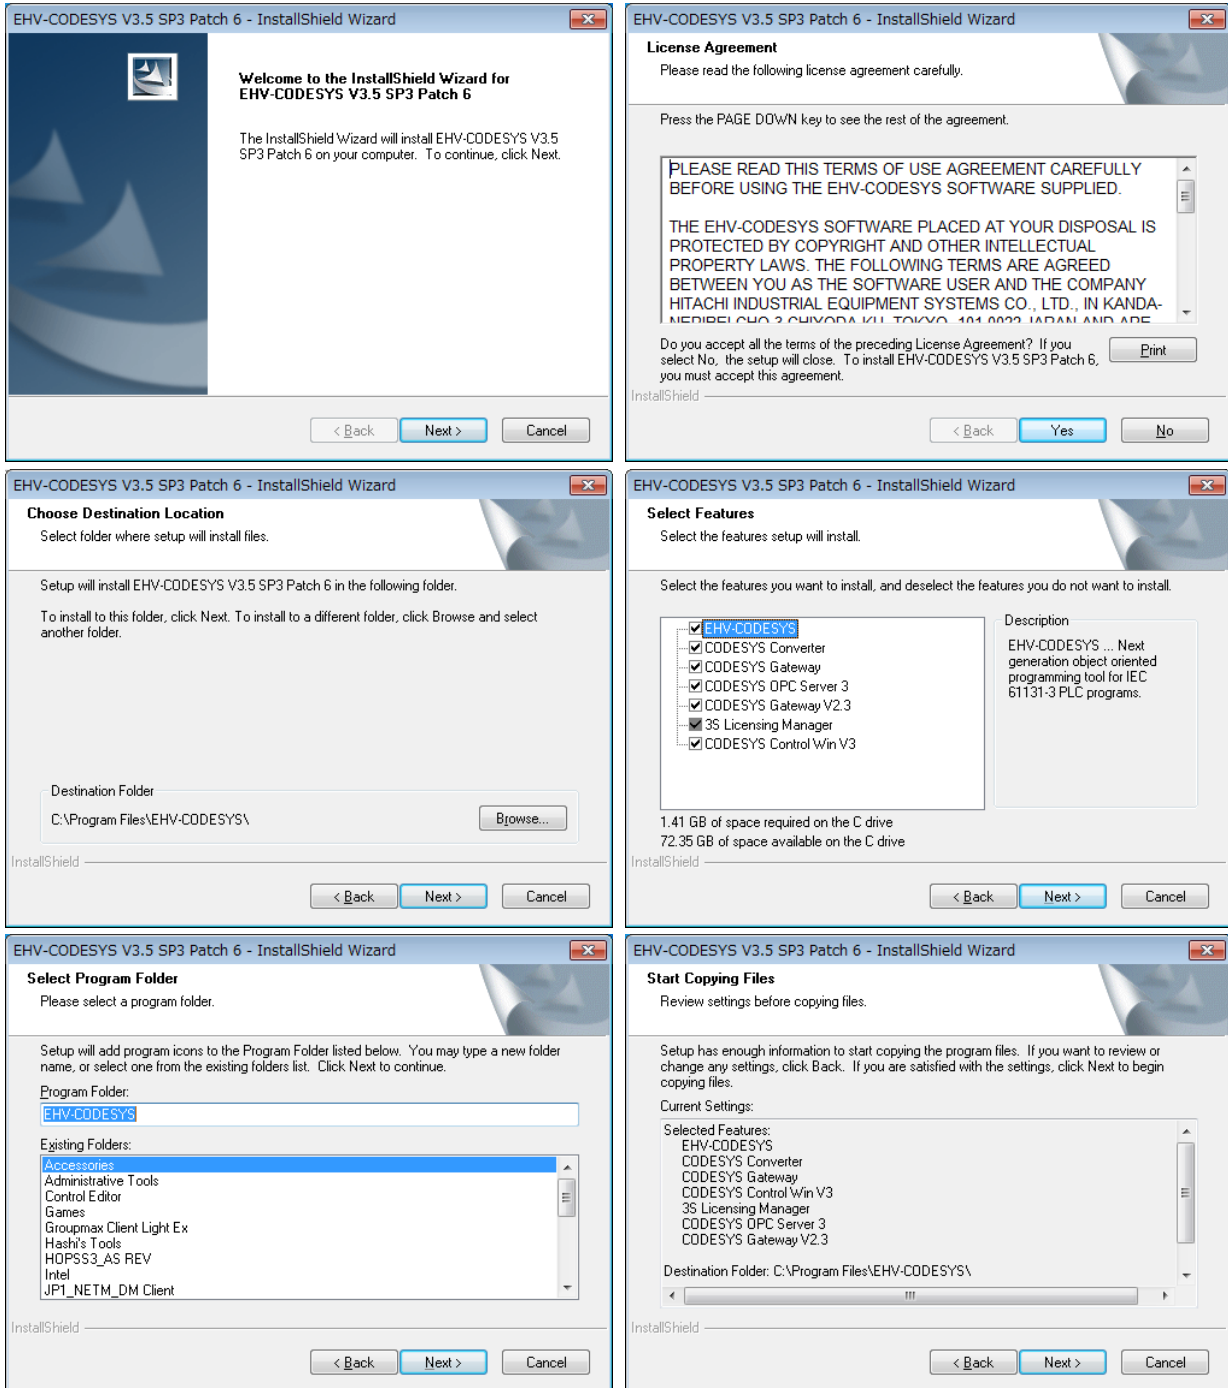 EHV-CODESYS V3.5 SP3 Patch 6 - InstallShield Wizard
Welcome to the InstallShield Wizard for
EHV-CODESYS V3.5 SP3 Patch 6
The InstallShield Wizard will install EHV-CODESYS V3.5
SP3 Patch 6 on your computer. To continue, click Next.
< Back
Next >
Cancel
EHV-CODESYS V3.5 SP3 Patch 6 - InstallShield Wizard
License Agreement
Please read the following license agreement carefully.
Press the PAGE DOWN key to see the rest of the agreement.
PLEASE READ THIS TERMS OF USE AGREEMENT CAREFULLY
BEFORE USING THE EHV-CODESYS SOFTWARE SUPPLIED.
THE EHV-CODESYS SOFTWARE PLACED AT YOUR DISPOSAL IS
PROTECTED BY COPYRIGHT AND OTHER INTELLECTUAL
PROPERTY LAWS. THE FOLLOWING TERMS ARE AGREED
BETWEEN YOU AS THE SOFTWARE USER AND THE COMPANY
HITACHI INDUSTRIAL EQUIPMENT SYSTEMS CO., LTD., IN KANDA-
NERIBEI CHO 3 CHIYODA KU, TOKYO, 101 0022 JAPAN AND ARE
Do you accept all the terms of the preceding License Agreement? If you
select No, the setup will close. To install EHV-CODESYS V3.5 SP3 Patch 6,
you must accept this agreement.
Print
InstallShield
< Back
Yes
No
EHV-CODESYS V3.5 SP3 Patch 6 - InstallShield Wizard
Choose Destination Location
Select folder where setup will install files.
Setup will install EHV-CODESYS V3.5 SP3 Patch 6 in the following folder.
To install to this folder, click Next. To install to a different folder, click Browse and select
another folder.
Destination Folder
C:\Program Files\EHV-CODESYS\
Browse...
InstallShield
< Back
Next >
Cancel
EHV-CODESYS V3.5 SP3 Patch 6 - InstallShield Wizard
Select Features
Select the features setup will install.
Select the features you want to install, and deselect the features you do not want to install.
EHV-CODESYS
CODESYS Converter
CODESYS Gateway
CODESYS OPC Server 3
CODESYS Gateway V2.3
3S Licensing Manager
CODESYS Control Win V3
Description
EHV-CODESYS ... Next
generation object oriented
programming tool for IEC
61131-3 PLC programs.
1.41 GB of space required on the C drive
72.35 GB of space available on the C drive
InstallShield
< Back
Next >
Cancel
EHV-CODESYS V3.5 SP3 Patch 6 - InstallShield Wizard
Select Program Folder
Please select a program folder.
Setup will add program icons to the Program Folder listed below. You may type a new folder
name, or select one from the existing folders list. Click Next to continue.
Program Folder:
EHV-CODESYS
Existing Folders:
Accessories
Administrative Tools
Control Editor
Games
Groupmax Client Light Ex
Hashi's Tools
HOPSS3_AS REV
Intel
JP1_NETM_DM Client
InstallShield
< Back
Next >
Cancel
EHV-CODESYS V3.5 SP3 Patch 6 - InstallShield Wizard
Start Copying Files
Review settings before copying files.
Setup has enough information to start copying the program files. If you want to review or
change any settings, click Back. If you are satisfied with the settings, click Next to begin
copying files.
Current Settings:
Selected Features:
EHV-CODESYS
CODESYS Converter
CODESYS Gateway
CODESYS Control Win V3
3S Licensing Manager
CODESYS OPC Server 3
CODESYS Gateway V2.3
Destination Folder: C:\Program Files\EHV-CODESYS\
InstallShield
< Back
Next >
Cancel